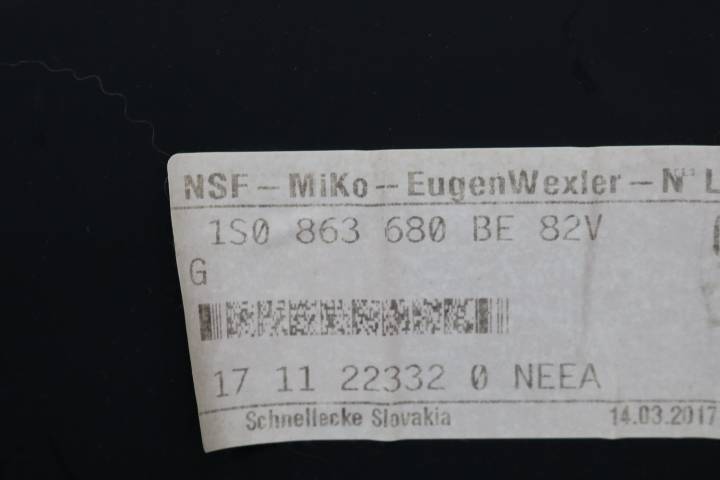 NSF - MiKo -- EugenWexler - N L
1S0 863 680 BE 82V
G
17 11 22332 0 NEEA
Schnellecke Slovakia 14.03.2017